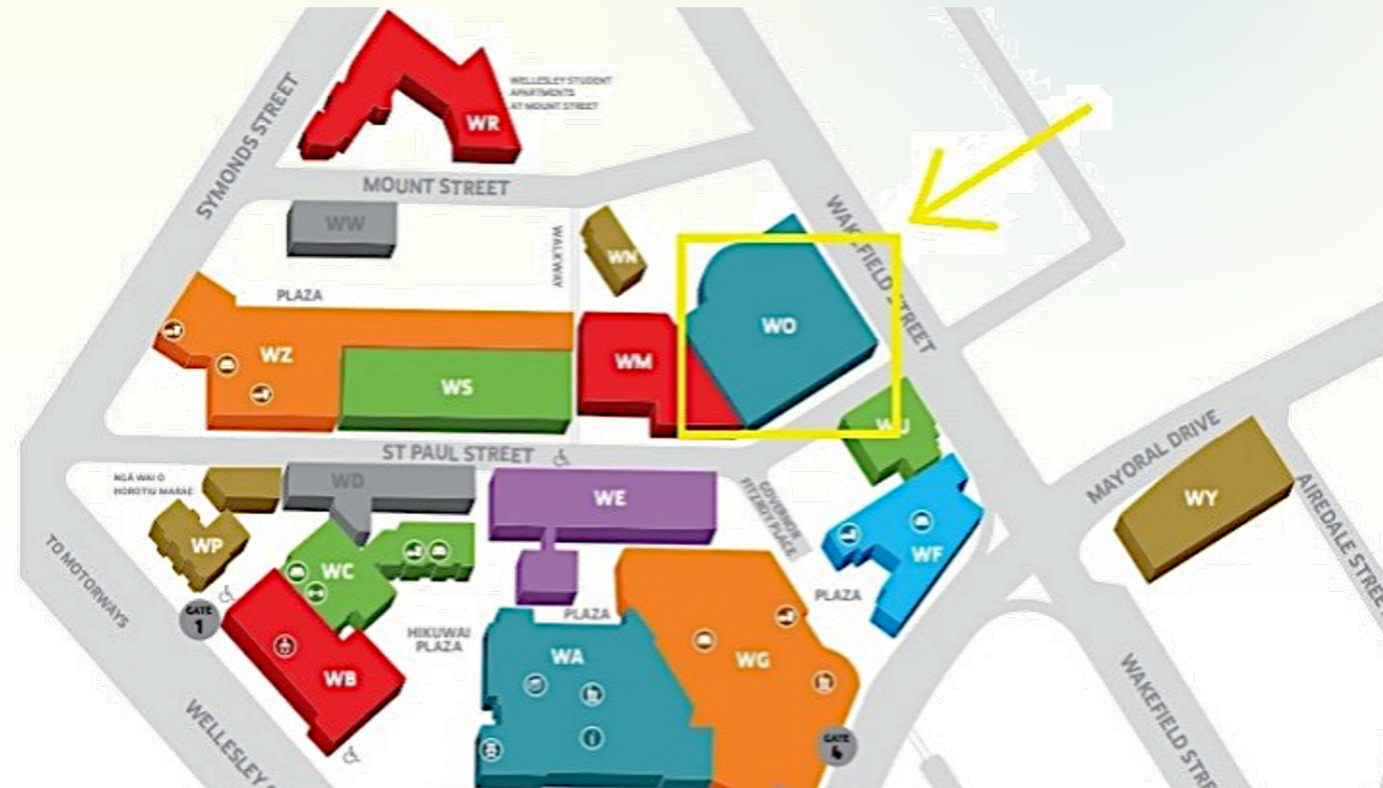 WELLESLEY STUDENT
APARTMENTS
AT MOUNT STREET
WR
SYMONDS STREET
MOUNT STREET
WW
WALKWAY
WN
WAKEFIELD STREET
PLAZA
WO
WZ
WM
WS
WU
ST PAUL STREET
MAYORAL DRIVE
NGĀ WAI O
HOROTIU MARAE
WD
WE
GOVERNOR
FITZROY PLACE
WY
AIREDALE STREET
WP
WC
WF
TO MOTORWAYS
GATE
1
PLAZA
PLAZA
HIKUWAI
PLAZA
WA
WG
WB
WAKEFIELD STRE
WELLESLEY
GATE
4